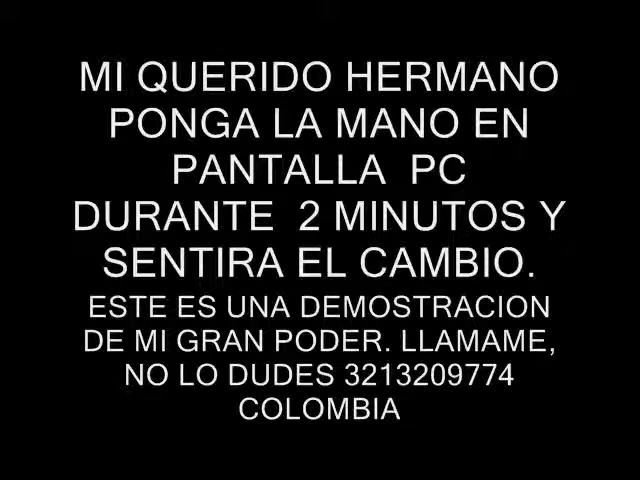 MI QUERIDO HERMANO
PONGA LA MANO EN
PANTALLA PC
DURANTE 2 MINUTOS Y
SENTIRA EL CAMBIO.
ESTE ES UNA DEMOSTRACION
DE MI GRAN PODER. LLAMAME,
NO LO DUDES 3213209774
COLOMBIA